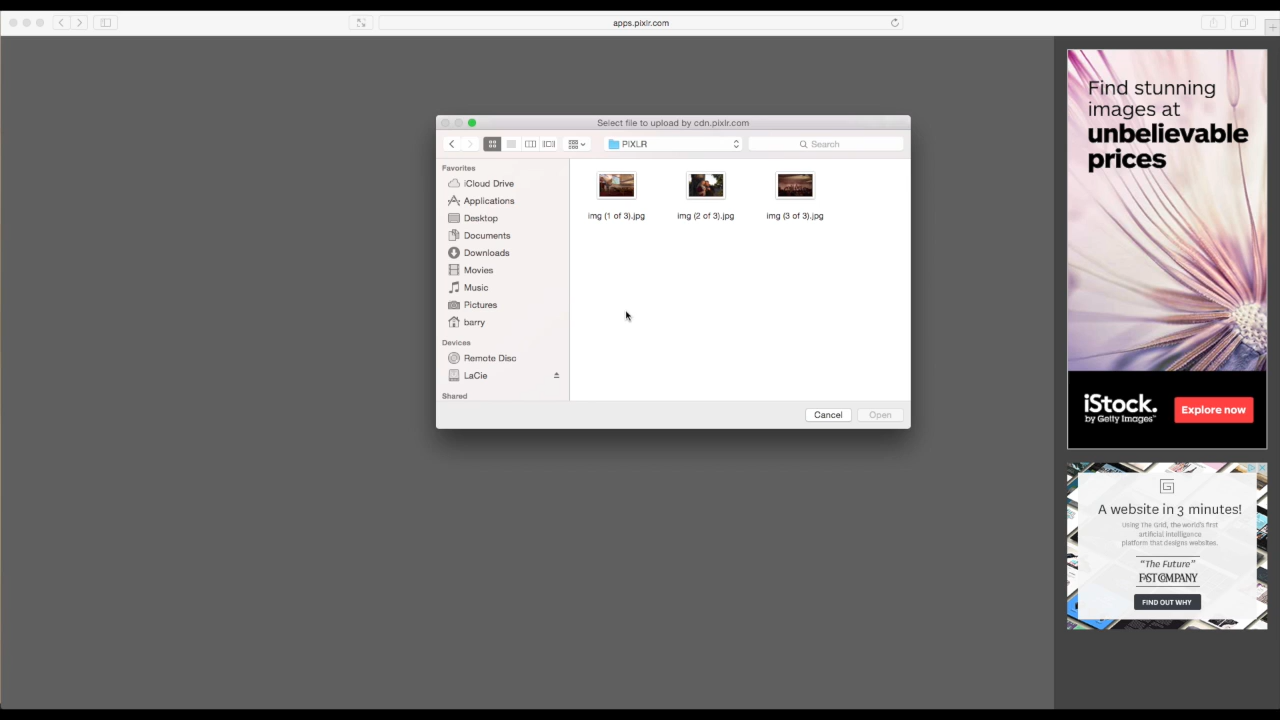 apps.pixlr.com
Select file to upload by cdn.pixlr.com
PIXLR
Search
Favorites
iCloud Drive
Applications
Desktop
Documents
Downloads
Movies
Music
Pictures
barry
Devices
Remote Disc
LaCie
Shared
img (1 of 3).jpg
img (2 of 3).jpg
img (3 of 3).jpg
Cancel
Open
Find stunning
images at
unbelievable
prices
iStock.
by Getty Images™
Explore now
A website in 3 minutes!
using the Grid, the world's first
artificial intelligence
platform that designs websites.
"The Future"
FAST COMPANY
FIND OUT WHY